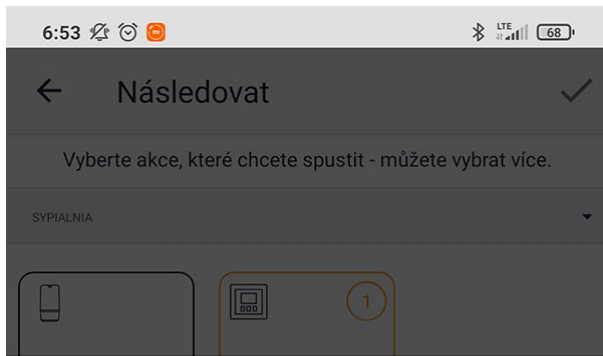 6:53 LTE 68
Následovat
Vyberte akce, které chcete spustit - můžete vybrat více.
SYPIALNIA
1